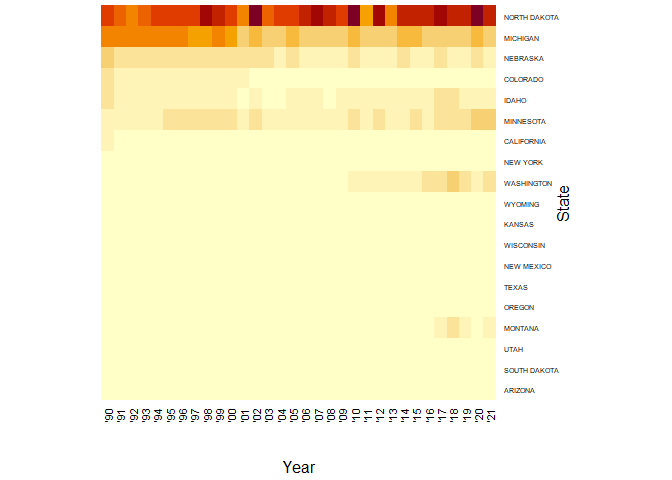 NORTH DAKOTA
MICHIGAN
NEBRASKA
COLORADO
IDAHO
MINNESOTA
CALIFORNIA
NEW YORK
WASHINGTON
WYOMING
KANSAS
WISCONSIN
NEW MEXICO
TEXAS
OREGON
MONTANA
UTAH
SOUTH DAKOTA
ARIZONA
State
'90 '91 '92 '93 '94 '95 '96 '97 '98 '99 '00 '01 '02 '03 '04 '05 '06 '07 '08 '09 '10 '11 '12 '13 '14 '15 '16 '17 '18 '19 '20 '21
Year